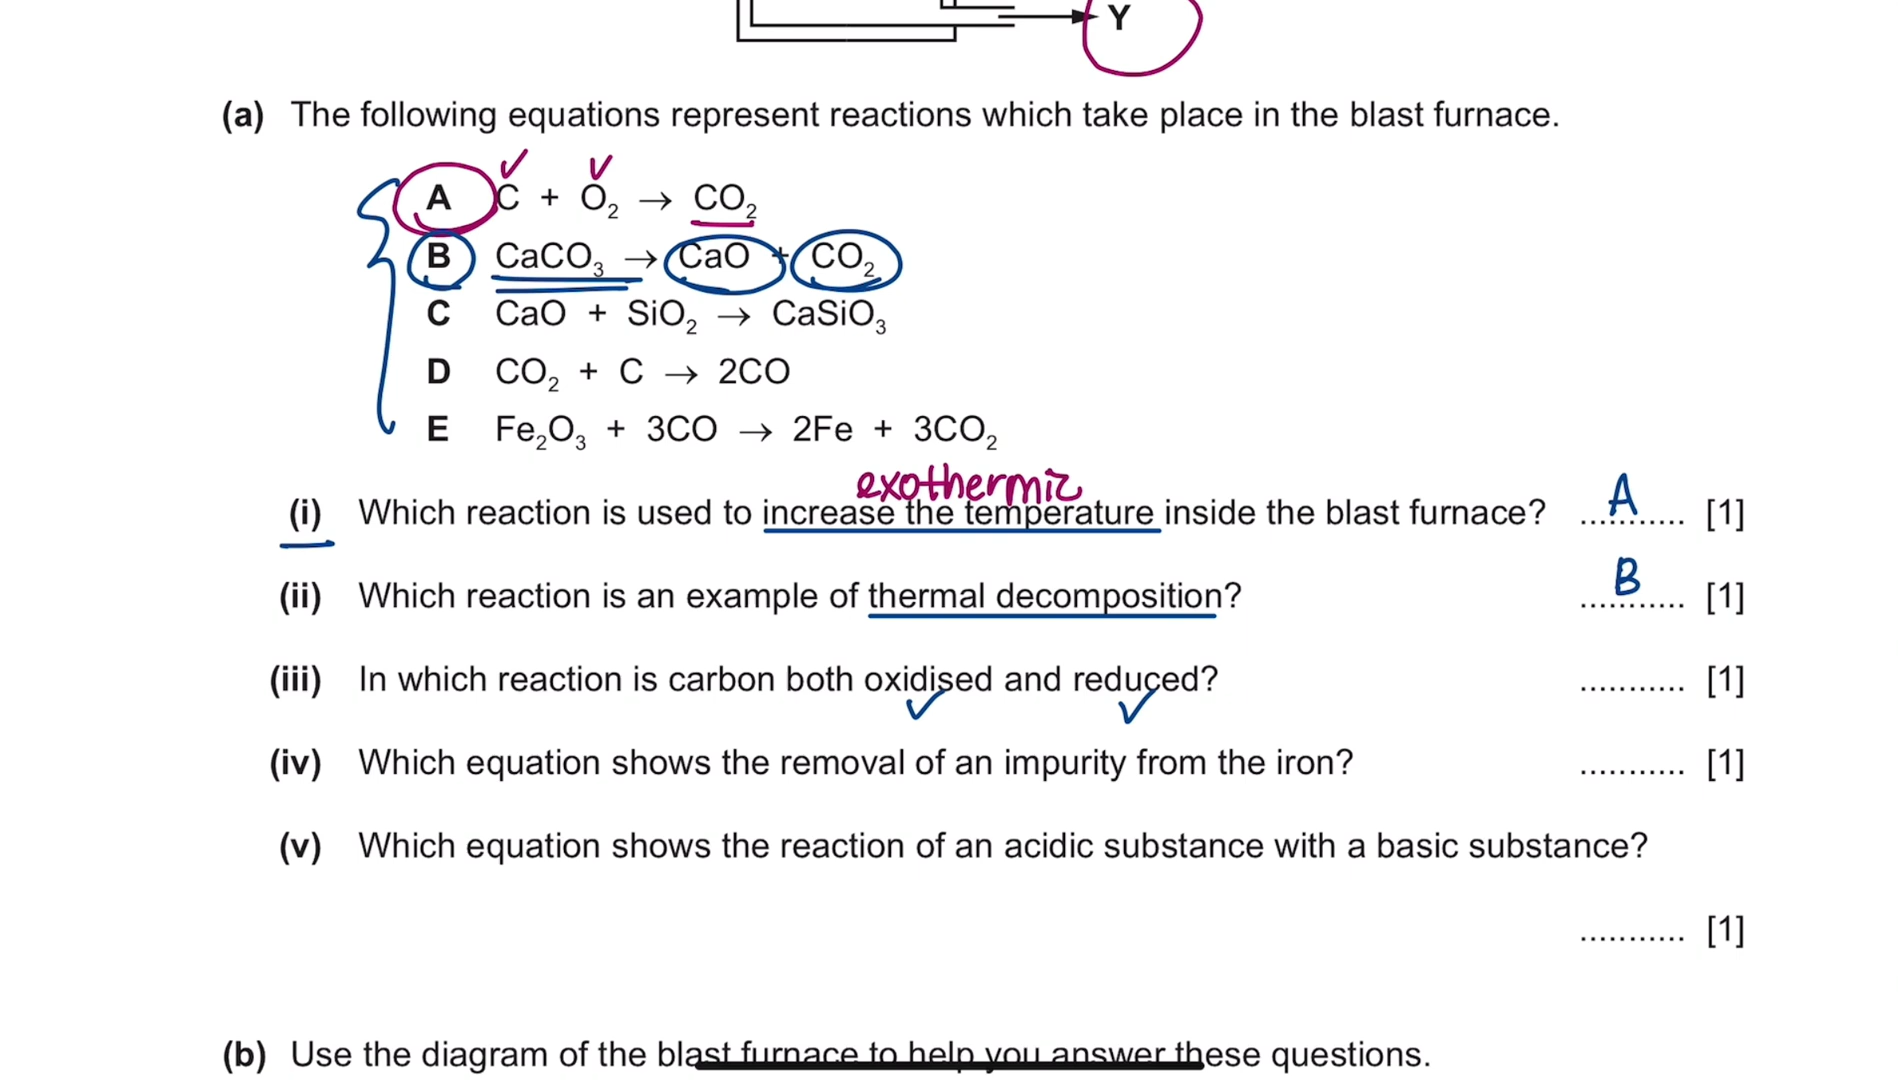 Y
(a) The following equations represent reactions which take place in the blast furnace.
A C + O₂ → CO₂
B CaCO₃ → CaO + CO₂
C CaO + SiO₂ → CaSiO₃
D CO₂ + C → 2CO
E Fe₂O₃ + 3CO → 2Fe + 3CO₂
exothermic
(i) Which reaction is used to increase the temperature inside the blast furnace? A ........... [1]
(ii) Which reaction is an example of thermal decomposition? B ........... [1]
(iii) In which reaction is carbon both oxidised and reduced? ........... [1]
(iv) Which equation shows the removal of an impurity from the iron? ........... [1]
(v) Which equation shows the reaction of an acidic substance with a basic substance?
........... [1]
(b) Use the diagram of the blast furnace to help you answer these questions.